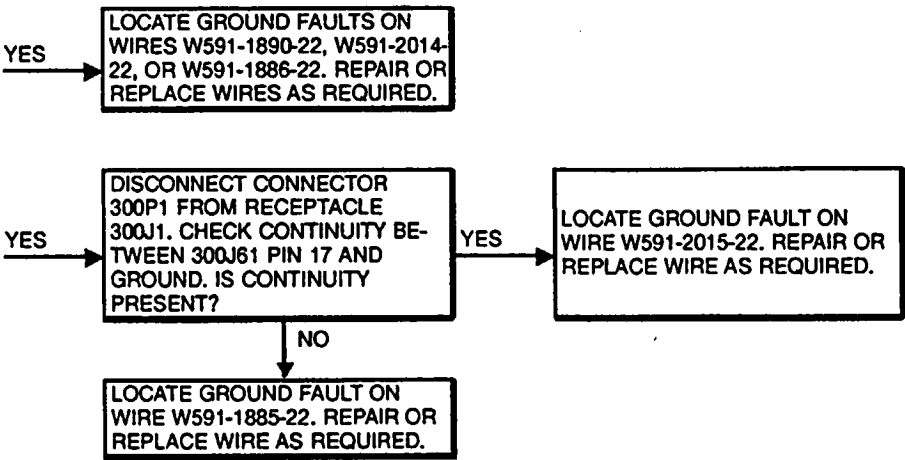 YES
LOCATE GROUND FAULTS ON
WIRES W591-1890-22, W591-2014-
22, OR W591-1886-22. REPAIR OR
REPLACE WIRES AS REQUIRED.
YES
DISCONNECT CONNECTOR
300P1 FROM RECEPTACLE
300J1. CHECK CONTINUITY BE-
TWEEN 300J61 PIN 17 AND
GROUND. IS CONTINUITY
PRESENT?
YES
LOCATE GROUND FAULT ON
WIRE W591-2015-22. REPAIR OR
REPLACE WIRE AS REQUIRED.
NO
LOCATE GROUND FAULT ON
WIRE W591-1885-22. REPAIR OR
REPLACE WIRE AS REQUIRED.